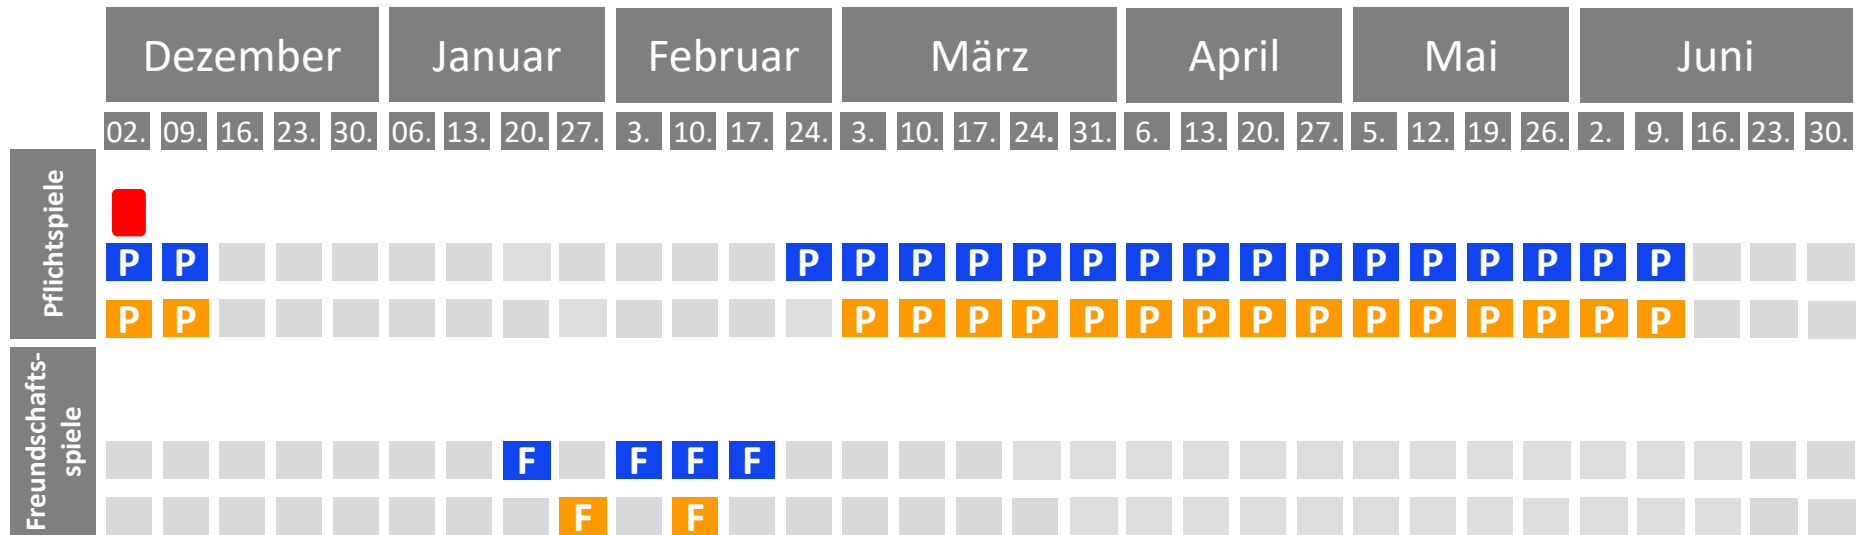 Dezember Januar Februar März April Mai Juni
02. 09. 16. 23. 30. 06. 13. 20. 27. 3. 10. 17. 24. 3. 10. 17. 24. 31. 6. 13. 20. 27. 5. 12. 19. 26. 2. 9. 16. 23. 30.
Pflichtspiele
P P P P P P P P P P P P P P P P P P
P P P P P P P P P P P P P P P P P
Freundschafts-
spiele
F F F F
F F